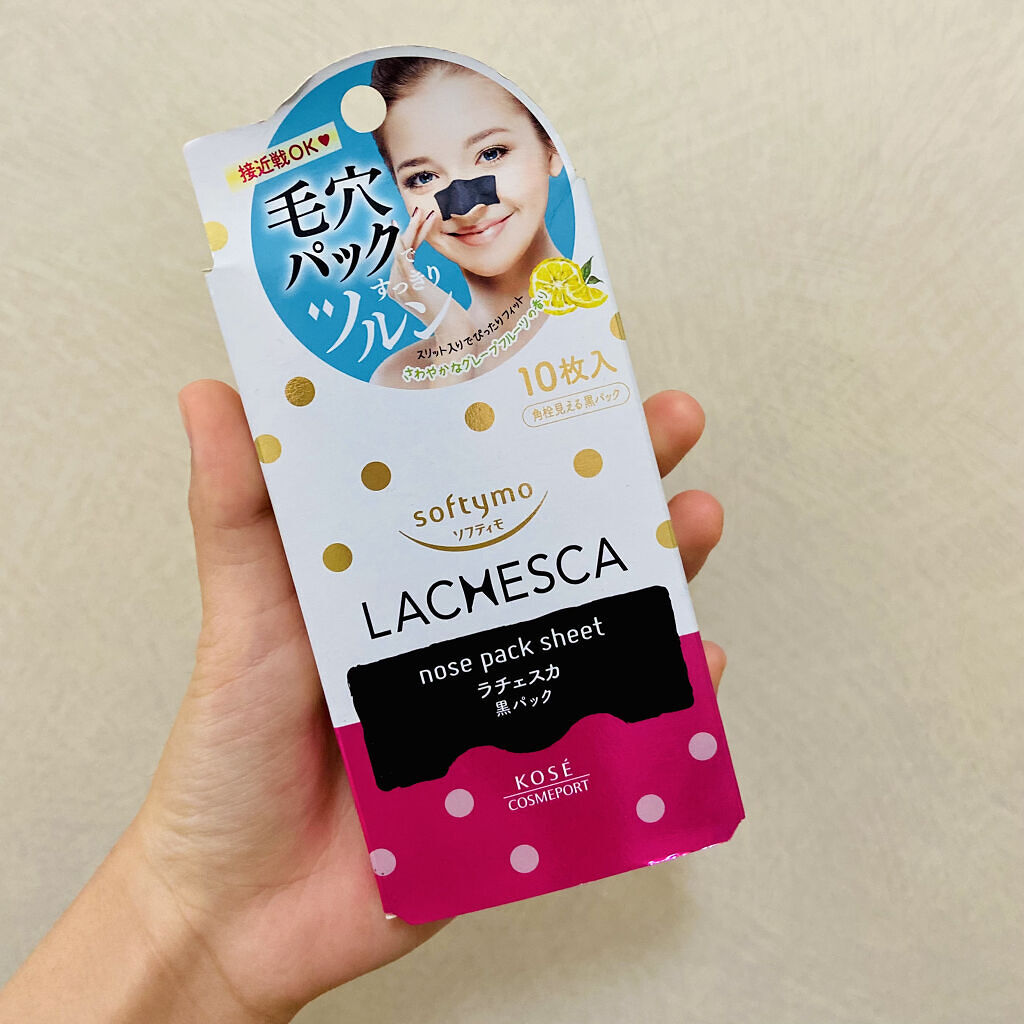 接近戦OK♥
毛穴
パックで
すっきり
ツルン
スリット入りでぴったりフィット
さわやかなグレープフルーツの香り
10枚入
角栓見える黒パック
softymo
ソフティモ
LACHESCA
nose pack sheet
ラチェスカ
黒パック
KOSÉ
COSMEPORT